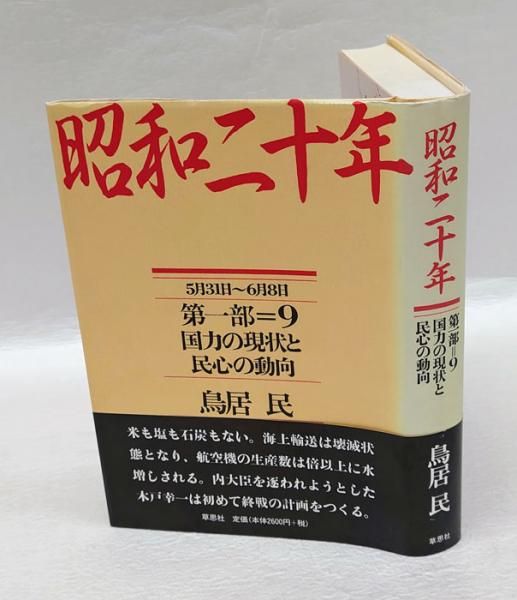 昭和二十年
5月31日〜6月8日
第一部=9
国力の現状と
民心の動向
鳥居 民
米も塩も石炭もない。海上輸送は壊滅状
態となり、航空機の生産数は倍以上に水
増しされる。内大臣を逐われようとした
木戸幸一は初めて終戦の計画をつくる。
草思社 定価(本体2600円+税)
昭和二十年
第一部=9
国力の現状と
民心の動向
鳥居 民
草思社